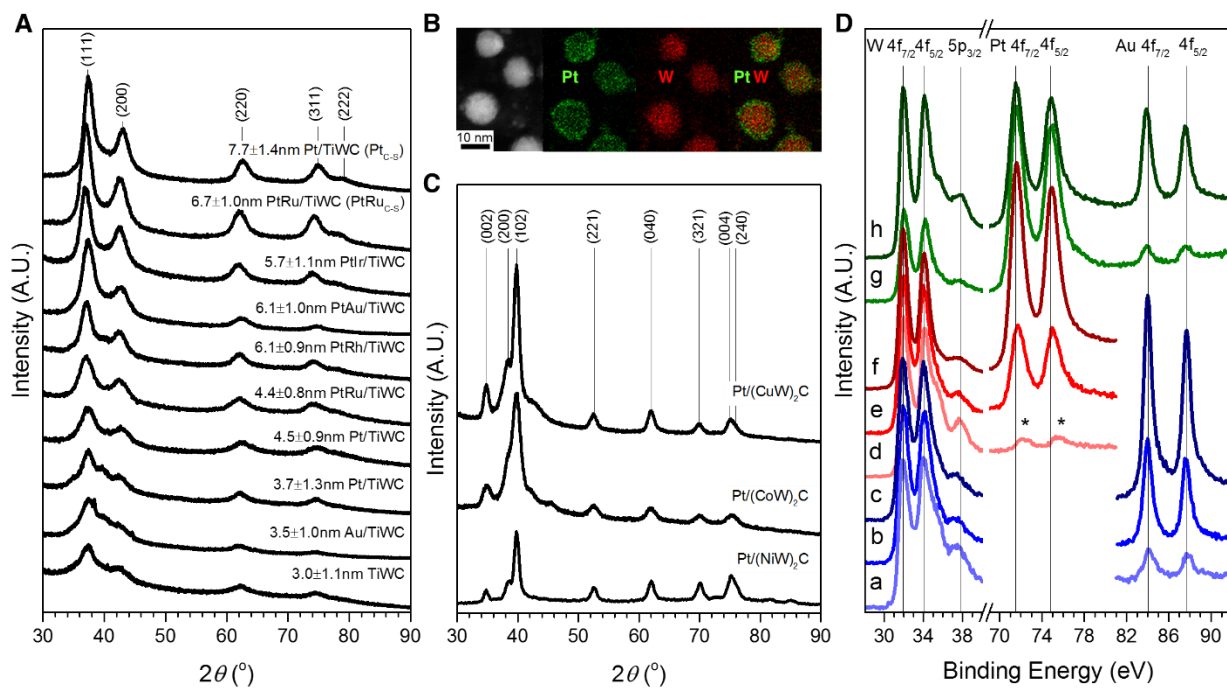 A
(111)
(200)
(220)
(311)
(222)
7.7±1.4nm Pt/TiWC (PtC-S)
6.7±1.0nm PtRu/TiWC (PtRuC-S)
5.7±1.1nm PtIr/TiWC
6.1±1.0nm PtAu/TiWC
6.1±0.9nm PtRh/TiWC
4.4±0.8nm PtRu/TiWC
4.5±0.9nm Pt/TiWC
3.7±1.3nm Pt/TiWC
3.5±1.0nm Au/TiWC
3.0±1.1nm TiWC
Intensity (A.U.)
30 40 50 60 70 80 90
2θ (°)
B
Pt
W
Pt W
10 nm
C
(002)
(200)
(102)
(221)
(040)
(321)
(004)
(240)
Pt/(CuW)2C
Pt/(CoW)2C
Pt/(NiW)2C
Intensity (A.U.)
30 40 50 60 70 80 90
2θ (°)
D
W 4f7/2 4f5/2 5p3/2 Pt 4f7/2 4f5/2 Au 4f7/2 4f5/2
h
g
f
e
d
* *
c
b
a
Intensity (A.U.)
30 34 38 70 74 78 82 86 90
Binding Energy (eV)